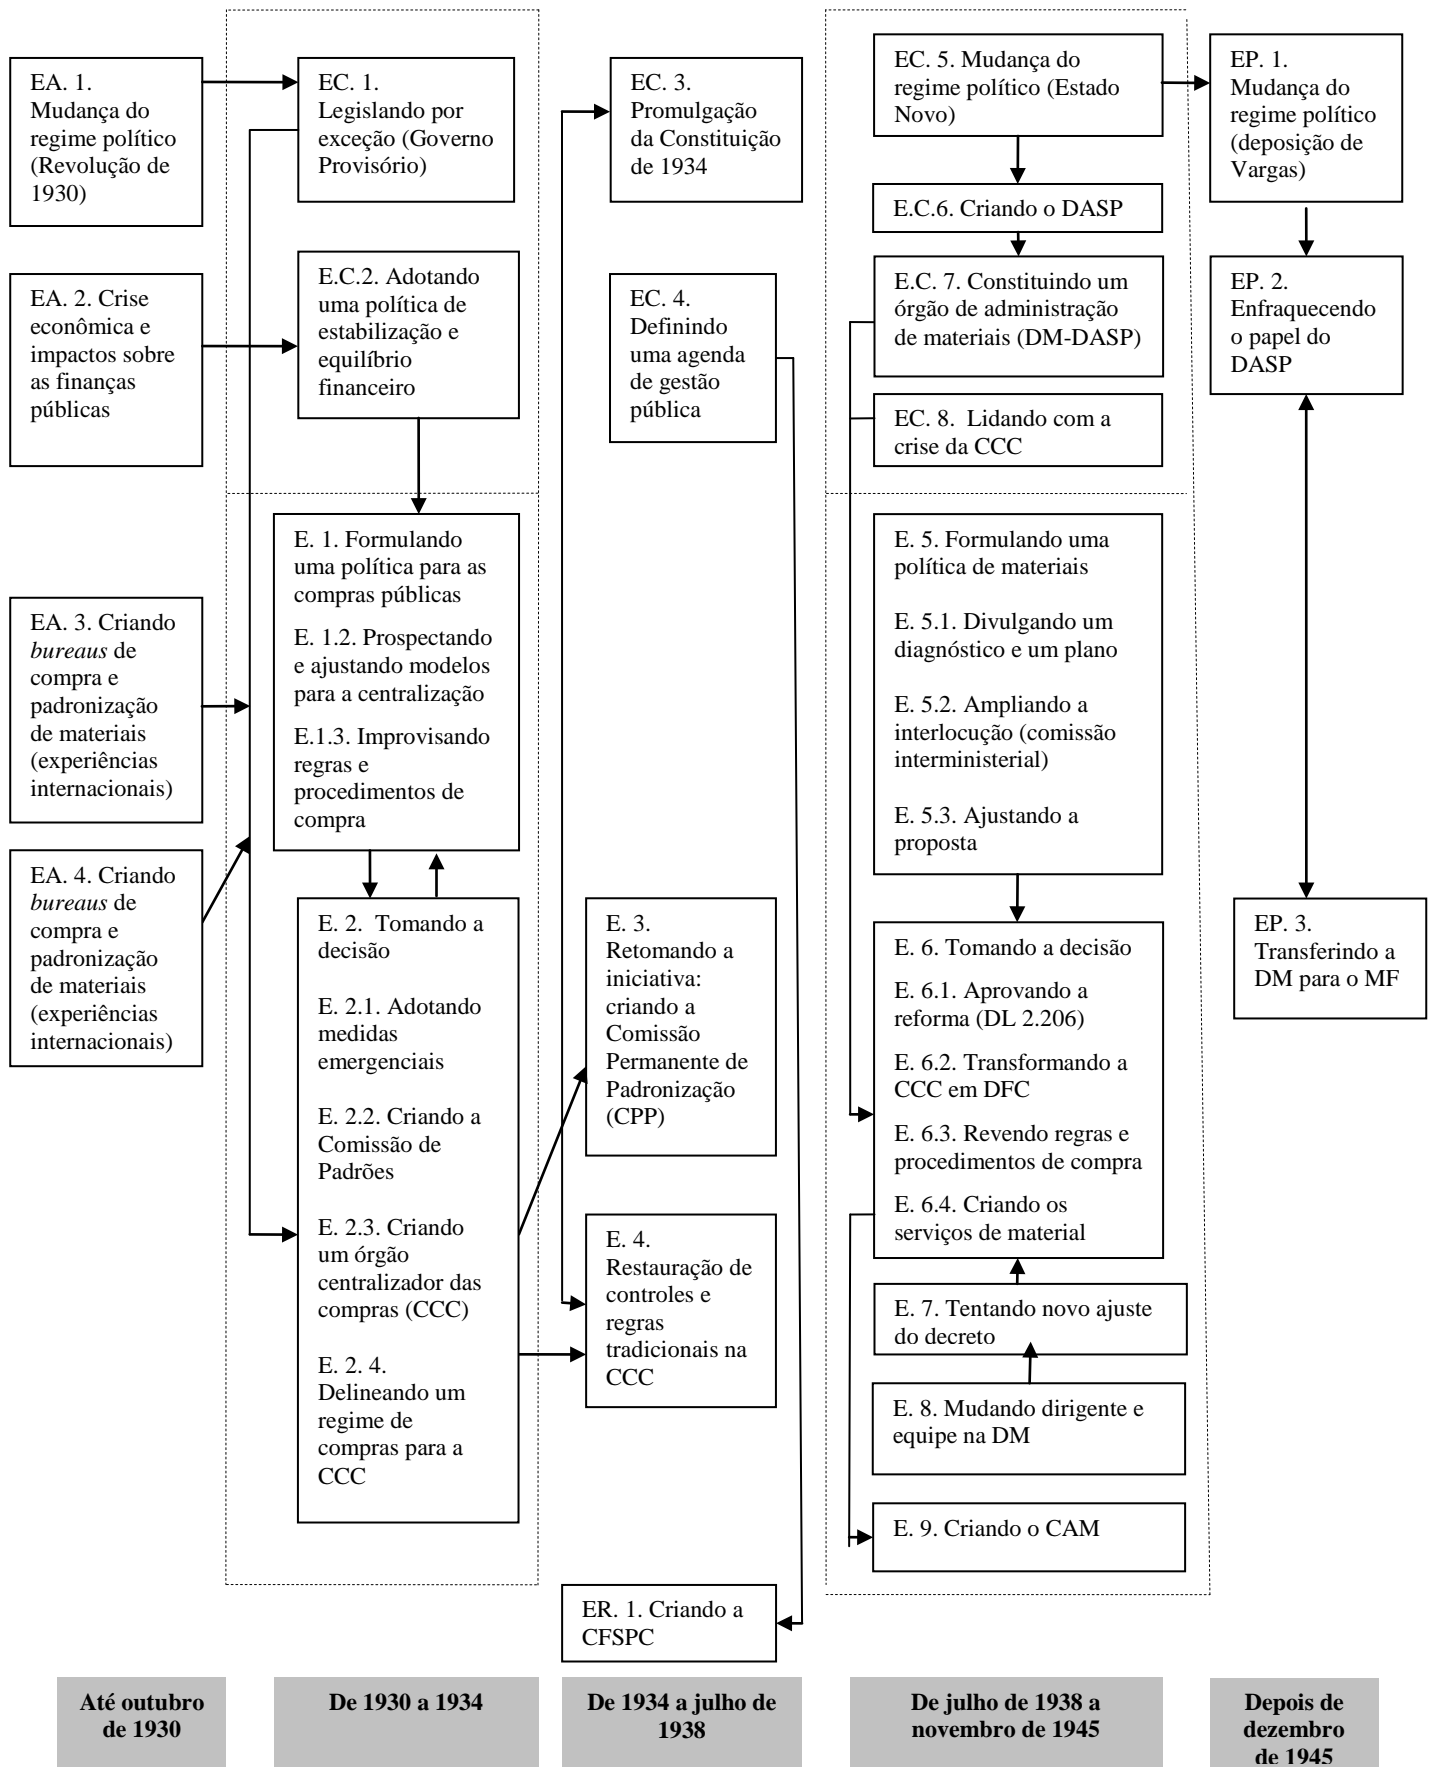 EA. 1.
Mudança do
regime político
(Revolução de
1930)
EA. 2. Crise
econômica e
impactos sobre
as finanças
públicas
EA. 3. Criando
bureaus de
compra e
padronização
de materiais
(experiências
internacionais)
EA. 4. Criando
bureaus de
compra e
padronização
de materiais
(experiências
internacionais)
Até outubro
de 1930
EC. 1.
Legislando por
exceção (Governo
Provisório)
E.C.2. Adotando
uma política de
estabilização e
equilíbrio
financeiro
E. 1. Formulando
uma política para as
compras públicas
E. 1.2. Prospectando
e ajustando modelos
para a centralização
E.1.3. Improvisando
regras e
procedimentos de
compra
E. 2. Tomando a
decisão
E. 2.1. Adotando
medidas
emergenciais
E. 2.2. Criando a
Comissão de
Padrões
E. 2.3. Criando
um órgão
centralizador das
compras (CCC)
E. 2. 4.
Delineando um
regime de
compras para a
CCC
De 1930 a 1934
EC. 3.
Promulgação
da Constituição
de 1934
EC. 4.
Definindo
uma agenda
de gestão
pública
E. 3.
Retomando a
iniciativa:
criando a
Comissão
Permanente de
Padronização
(CPP)
E. 4.
Restauração de
controles e
regras
tradicionais na
CCC
ER. 1. Criando a
CFSPC
De 1934 a julho de
1938
EC. 5. Mudança do
regime político (Estado
Novo)
E.C.6. Criando o DASP
E.C. 7. Constituindo um
órgão de administração
de materiais (DM-DASP)
EC. 8. Lidando com a
crise da CCC
E. 5. Formulando uma
política de materiais
E. 5.1. Divulgando um
diagnóstico e um plano
E. 5.2. Ampliando a
interlocução (comissão
interministerial)
E. 5.3. Ajustando a
proposta
E. 6. Tomando a decisão
E. 6.1. Aprovando a
reforma (DL 2.206)
E. 6.2. Transformando a
CCC em DFC
E. 6.3. Revendo regras e
procedimentos de compra
E. 6.4. Criando os
serviços de material
E. 7. Tentando novo ajuste
do decreto
E. 8. Mudando dirigente e
equipe na DM
E. 9. Criando o CAM
De julho de 1938 a
novembro de 1945
EP. 1.
Mudança do
regime político
(deposição de
Vargas)
EP. 2.
Enfraquecendo
o papel do
DASP
EP. 3.
Transferindo a
DM para o MF
Depois de
dezembro
de 1945